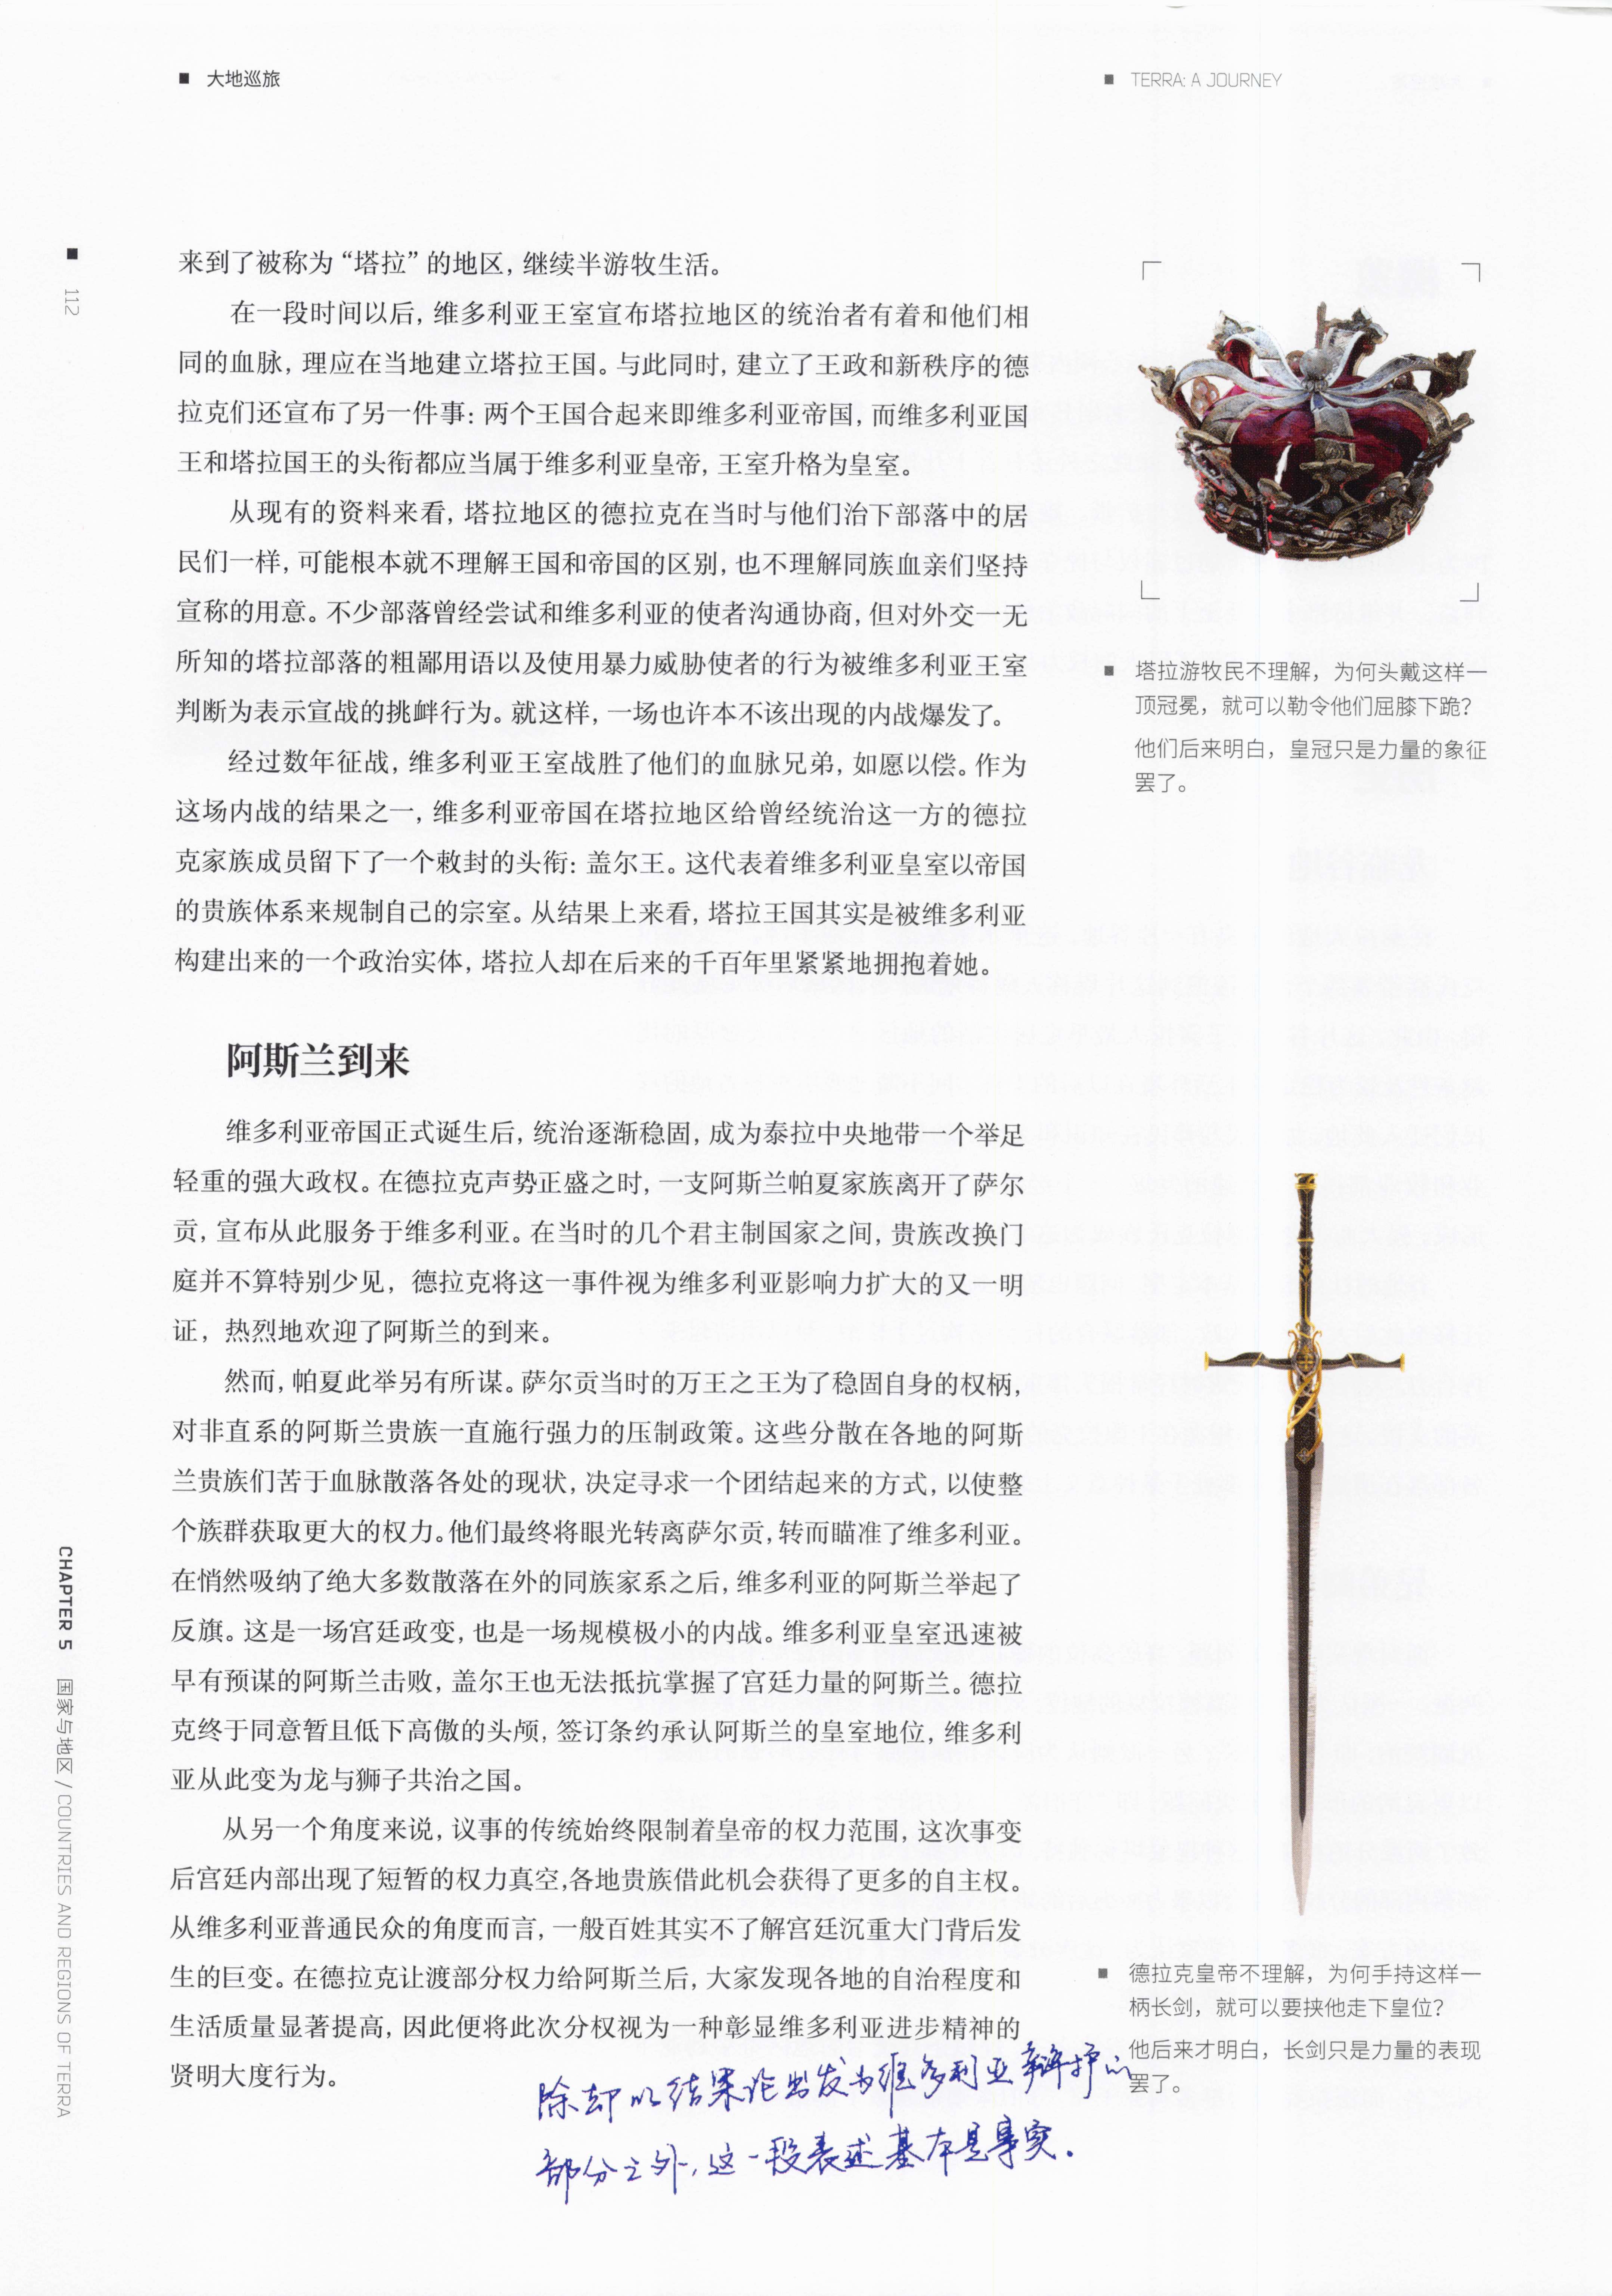 大地巡旅
TERRA: A JOURNEY
112
来到了被称为“塔拉”的地区，继续半游牧生活。
在一段时间以后，维多利亚王室宣布塔拉地区的统治者有着和他们相
同的血脉，理应在当地建立塔拉王国。与此同时，建立了王政和新秩序的德
拉克们还宣布了另一件事：两个王国合起来即维多利亚帝国，而维多利亚国
王和塔拉国王的头衔都应当属于维多利亚皇帝，王室升格为皇室。
从现有的资料来看，塔拉地区的德拉克在当时与他们治下部落中的居
民们一样，可能根本就不理解王国和帝国的区别，也不理解同族血亲们坚持
宣称的用意。不少部落曾经尝试和维多利亚的使者沟通协商，但对外交一无
所知的塔拉部落的粗鄙用语以及使用暴力威胁使者的行为被维多利亚王室
判断为表示宣战的挑衅行为。就这样，一场也许本不该出现的内战爆发了。
经过数年征战，维多利亚王室战胜了他们的血脉兄弟，如愿以偿。作为
这场内战的结果之一，维多利亚帝国在塔拉地区给曾经统治这一方的德拉
克家族成员留下了一个敕封的头衔：盖尔王。这代表着维多利亚皇室以帝国
的贵族体系来规制自己的宗室。从结果上来看，塔拉王国其实是被维多利亚
构建出来的一个政治实体，塔拉人却在后来的千百年里紧紧地拥抱着她。
塔拉游牧民不理解，为何头戴这样一
顶冠冕，就可以勒令他们屈膝下跪？
他们后来明白，皇冠只是力量的象征
罢了。
阿斯兰到来
维多利亚帝国正式诞生后，统治逐渐稳固，成为泰拉中央地带一个举足
轻重的强大政权。在德拉克声势正盛之时，一支阿斯兰帕夏家族离开了萨尔
贡，宣布从此服务于维多利亚。在当时的几个君主制国家之间，贵族改换门
庭并不算特别少见，德拉克将这一事件视为维多利亚影响力扩大的又一明
证，热烈地欢迎了阿斯兰的到来。
然而，帕夏此举另有所谋。萨尔贡当时的万王之王为了稳固自身的权柄，
对非直系的阿斯兰贵族一直施行强力的压制政策。这些分散在各地的阿斯
兰贵族们苦于血脉散落各处的现状，决定寻求一个团结起来的方式，以使整
个族群获取更大的权力。他们最终将眼光转离萨尔贡，转而瞄准了维多利亚。
在悄然吸纳了绝大多数散落在外的同族家系之后，维多利亚的阿斯兰举起了
反旗。这是一场宫廷政变，也是一场规模极小的内战。维多利亚皇室迅速被
早有预谋的阿斯兰击败，盖尔王也无法抵抗掌握了宫廷力量的阿斯兰。德拉
克终于同意暂且低下高傲的头颅，签订条约承认阿斯兰的皇室地位，维多利
亚从此变为龙与狮子共治之国。
从另一个角度来说，议事的传统始终限制着皇帝的权力范围，这次事变
后宫廷内部出现了短暂的权力真空，各地贵族借此机会获得了更多的自主权。
从维多利亚普通民众的角度而言，一般百姓其实不了解宫廷沉重大门背后发
生的巨变。在德拉克让渡部分权力给阿斯兰后，大家发现各地的自治程度和
生活质量显著提高，因此便将此次分权视为一种彰显维多利亚进步精神的
贤明大度行为。
德拉克皇帝不理解，为何手持这样一
柄长剑，就可以要挟他走下皇位？
他后来才明白，长剑只是力量的表现
罢了。
除却以结果论出发为维多利亚辩护的
部分之外，这一段表述基本是事实。
CHAPTER 5 国家与地区 / COUNTRIES AND REGIONS OF TERRA